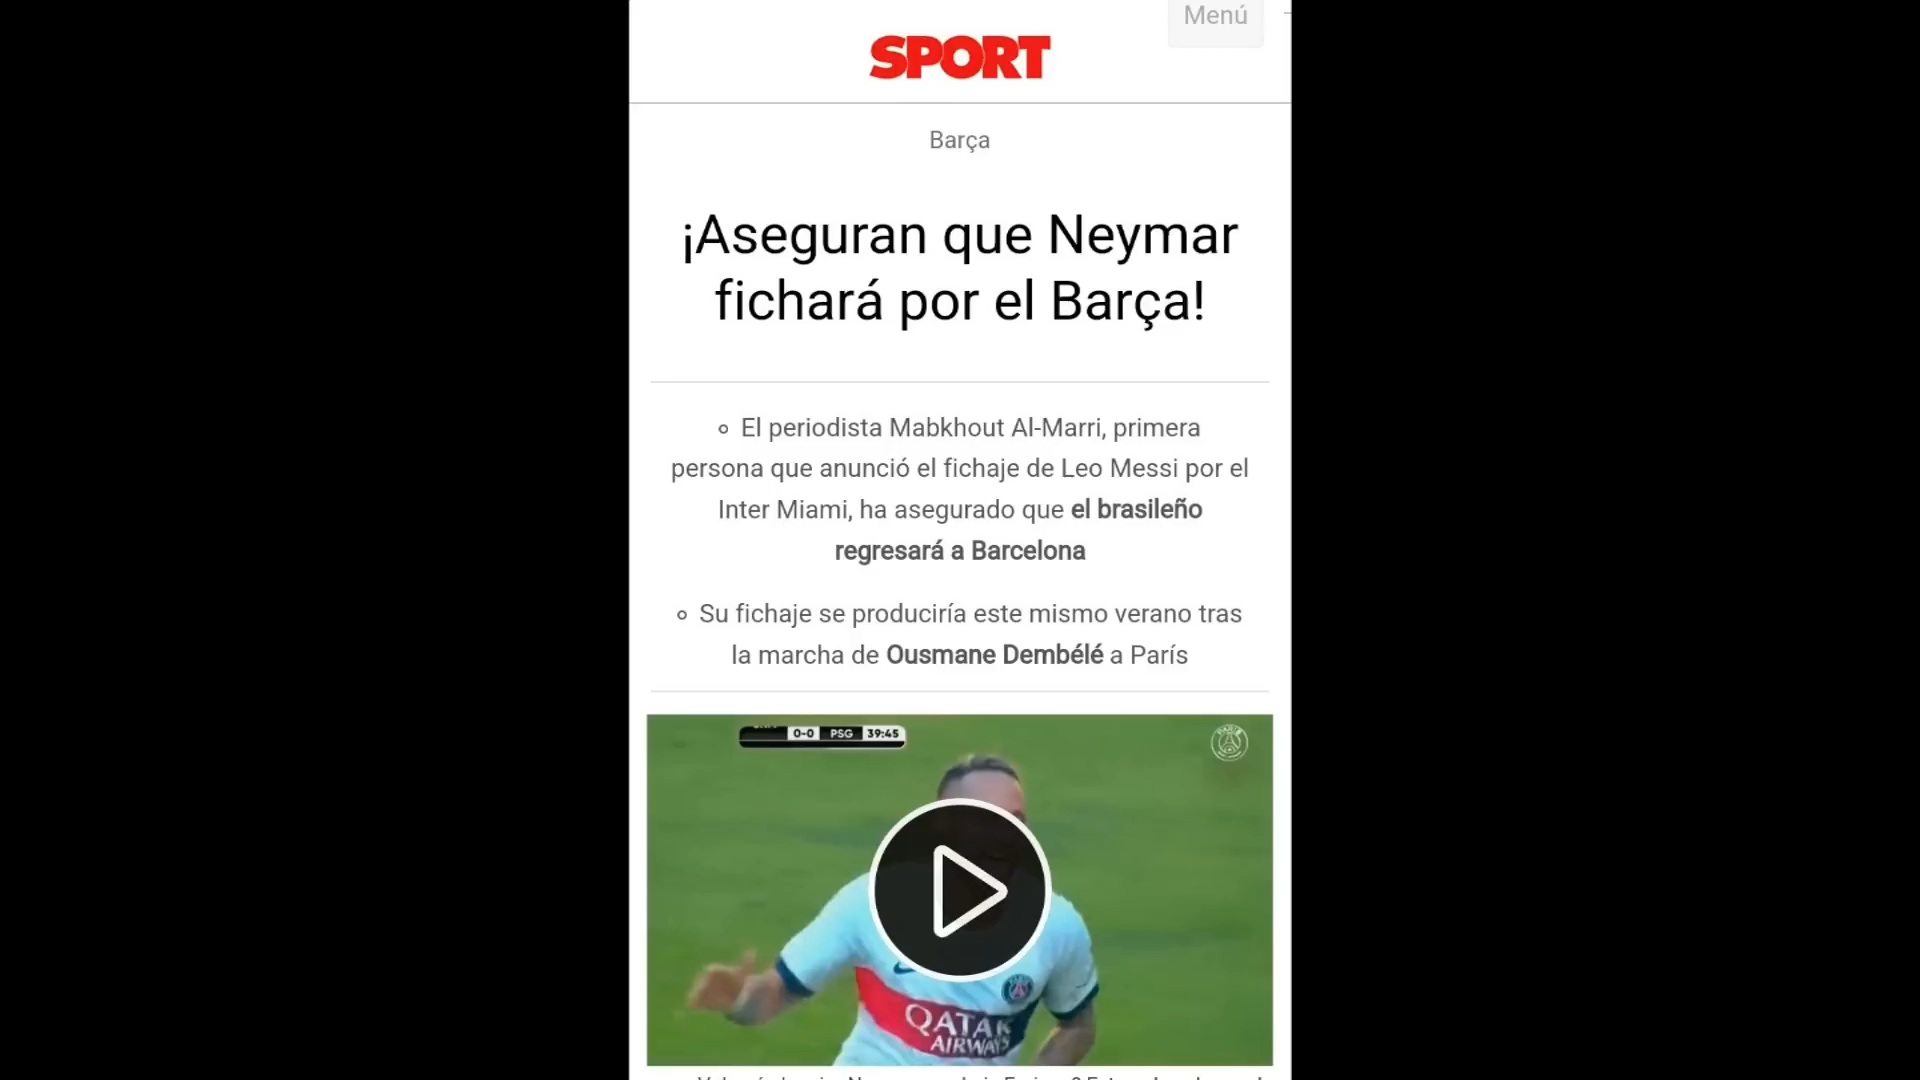 Menú
SPORT
Barça
¡Aseguran que Neymar
fichará por el Barça!
El periodista Mabkhout Al-Marri, primera
persona que anunció el fichaje de Leo Messi por el
Inter Miami, ha asegurado que el brasileño
regresará a Barcelona
Su fichaje se produciría este mismo verano tras
la marcha de Ousmane Dembélé a París
0-0 PSG 39:45
PARIS
QATAR
AIRWAYS